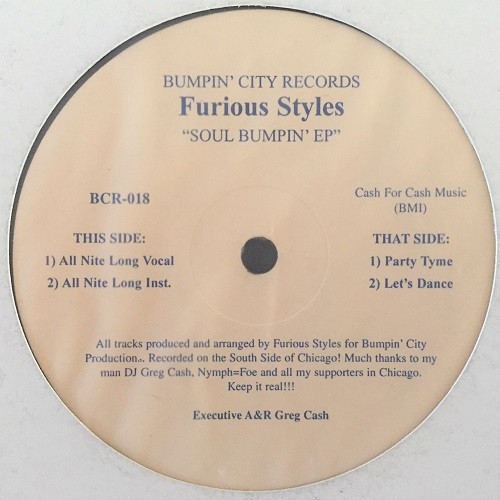 BUMPIN' CITY RECORDS
Furious Styles
"SOUL BUMPIN' EP"
BCR-018
Cash For Cash Music
(BMI)
THIS SIDE:
1) All Nite Long Vocal
2) All Nite Long Inst.
THAT SIDE:
1) Party Tyme
2) Let's Dance
All tracks produced and arranged by Furious Styles for Bumpin' City
Production.. Recorded on the South Side of Chicago! Much thanks to my
man DJ Greg Cash, Nymph=Foe and all my supporters in Chicago.
Keep it real!!!
Executive A&R Greg Cash